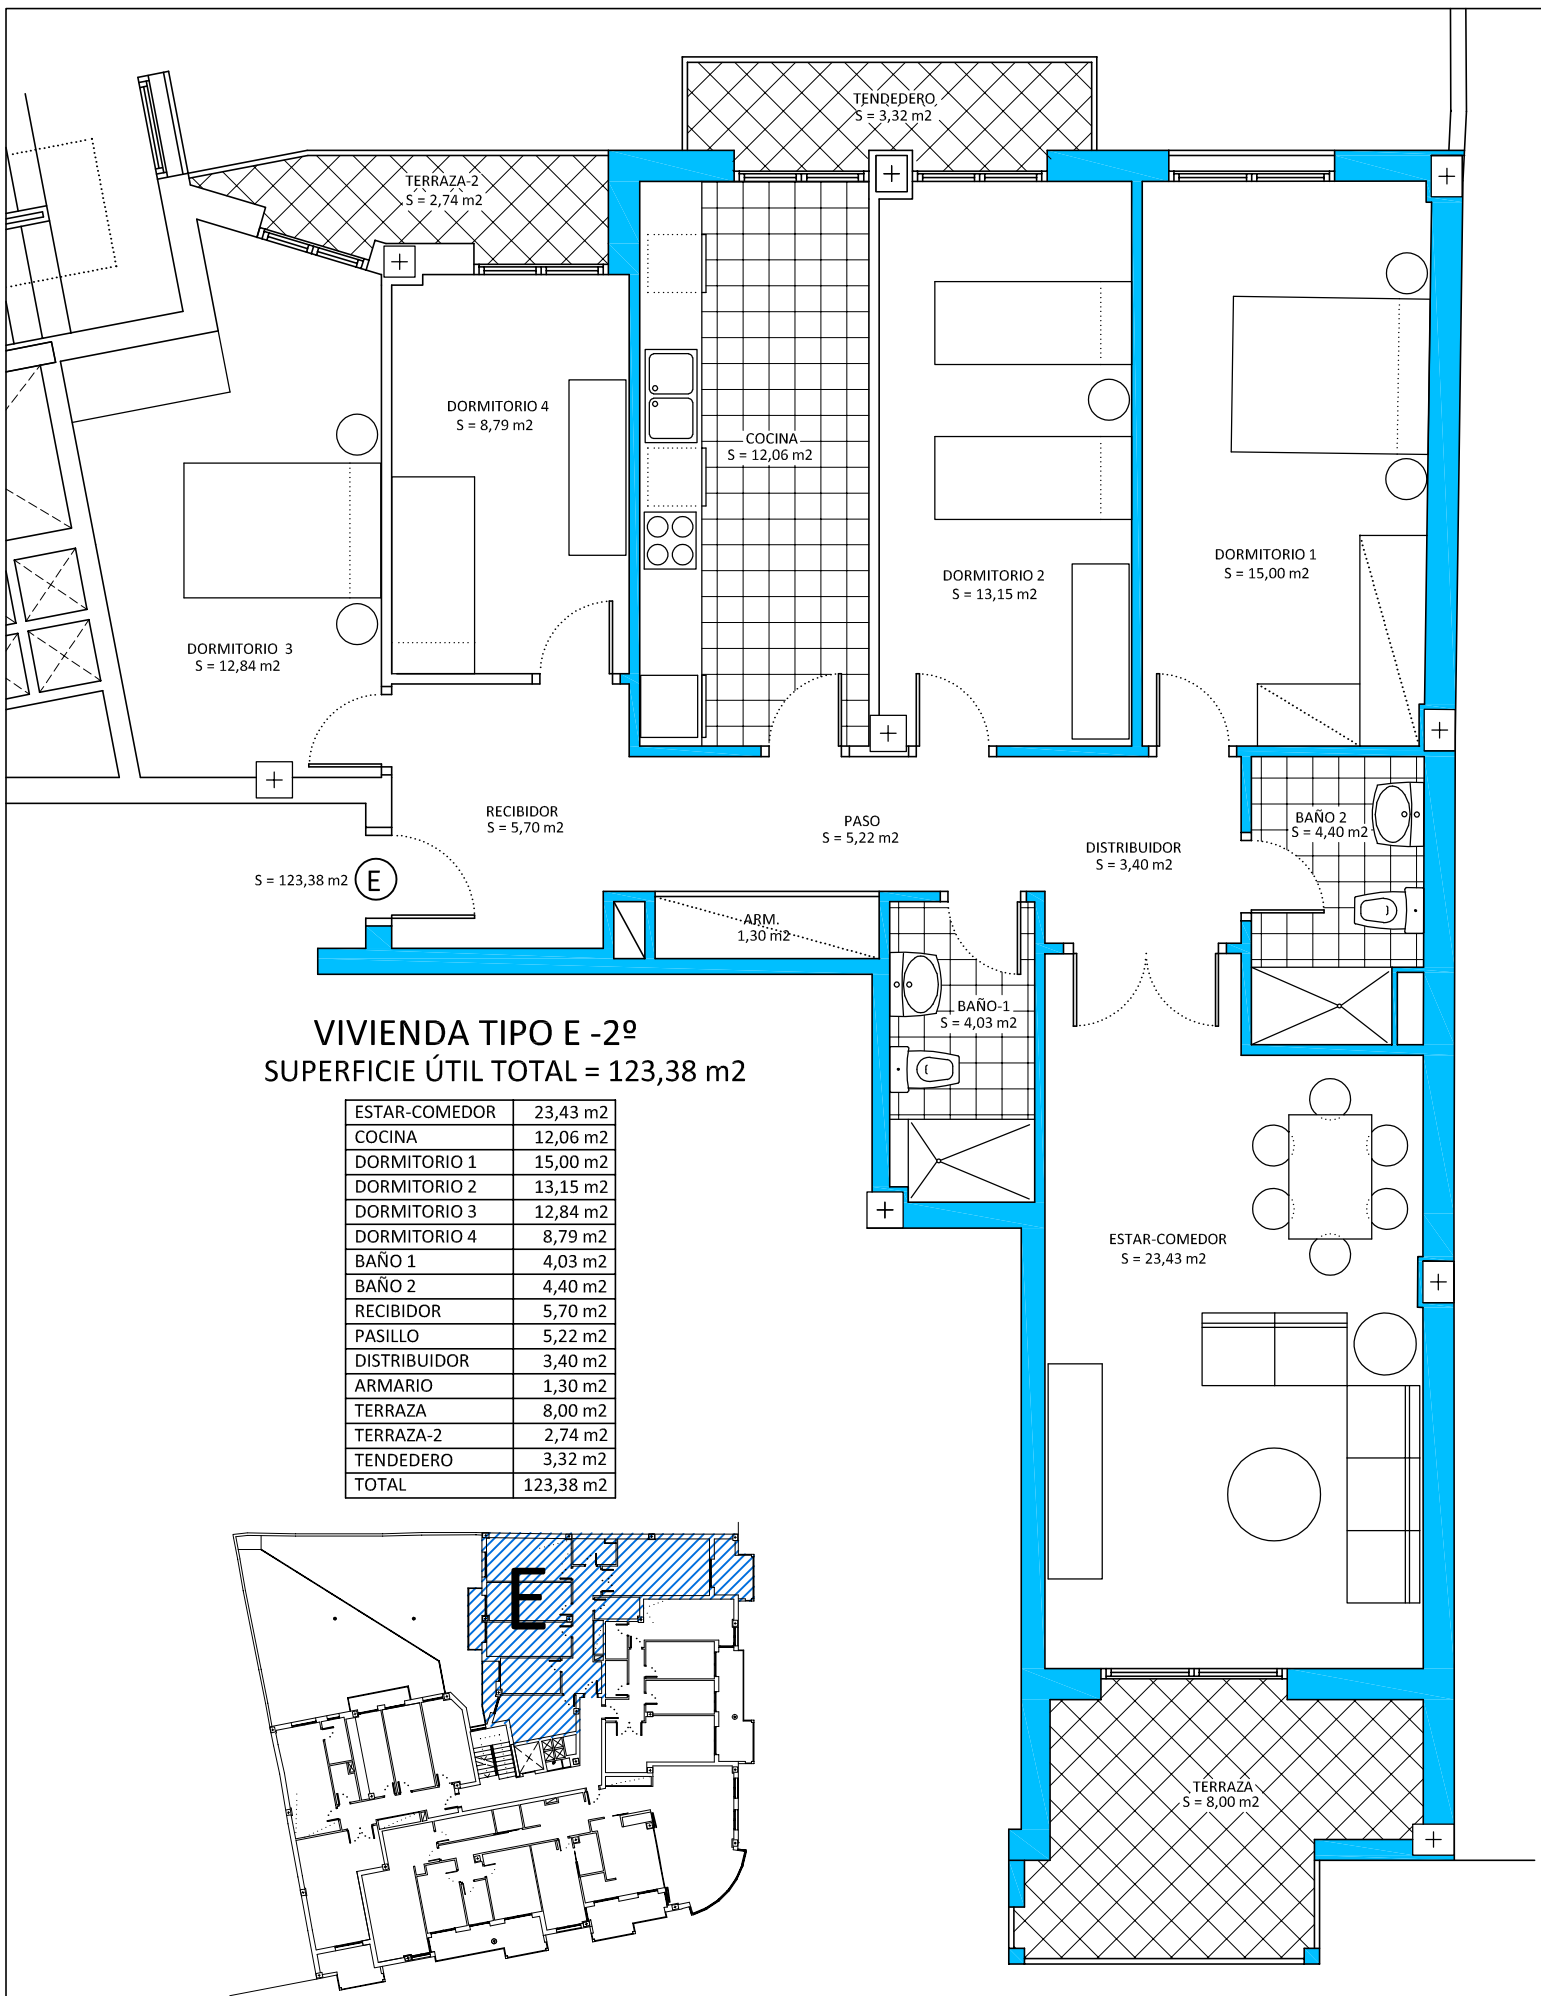 TENDEDERO
S = 3,32 m2
TERRAZA-2
S = 2,74 m2
DORMITORIO 4
S = 8,79 m2
COCINA
S = 12,06 m2
DORMITORIO 2
S = 13,15 m2
DORMITORIO 1
S = 15,00 m2
DORMITORIO 3
S = 12,84 m2
RECIBIDOR
S = 5,70 m2
PASO
S = 5,22 m2
DISTRIBUIDOR
S = 3,40 m2
BAÑO 2
S = 4,40 m2
S = 123,38 m2 E
ARM.
1,30 m2
BAÑO-1
S = 4,03 m2
VIVIENDA TIPO E -2º
SUPERFICIE ÚTIL TOTAL = 123,38 m2
ESTAR-COMEDOR 23,43 m2
COCINA 12,06 m2
DORMITORIO 1 15,00 m2
DORMITORIO 2 13,15 m2
DORMITORIO 3 12,84 m2
DORMITORIO 4 8,79 m2
BAÑO 1 4,03 m2
BAÑO 2 4,40 m2
RECIBIDOR 5,70 m2
PASILLO 5,22 m2
DISTRIBUIDOR 3,40 m2
ARMARIO 1,30 m2
TERRAZA 8,00 m2
TERRAZA-2 2,74 m2
TENDEDERO 3,32 m2
TOTAL 123,38 m2
ESTAR-COMEDOR
S = 23,43 m2
E
TERRAZA
S = 8,00 m2